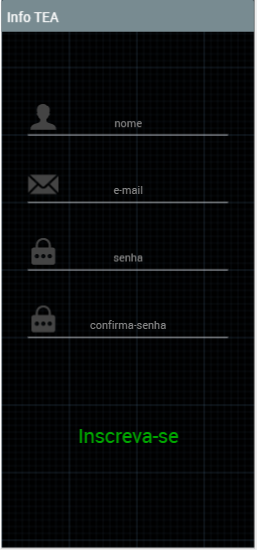 Info TEA
nome
e-mail
senha
confirma-senha
Inscreva-se